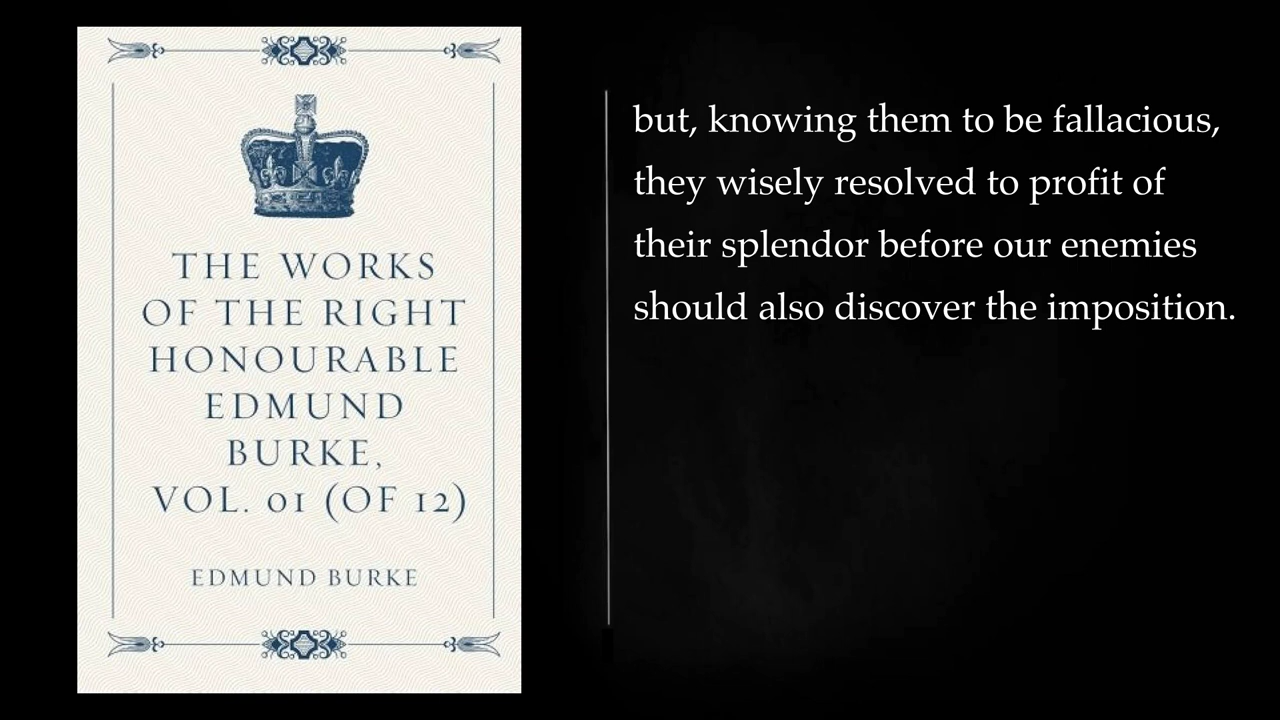 THE WORKS
OF THE RIGHT
HONOURABLE
EDMUND
BURKE,
VOL. 01 (OF 12)
EDMUND BURKE
but, knowing them to be fallacious,
they wisely resolved to profit of
their splendor before our enemies
should also discover the imposition.